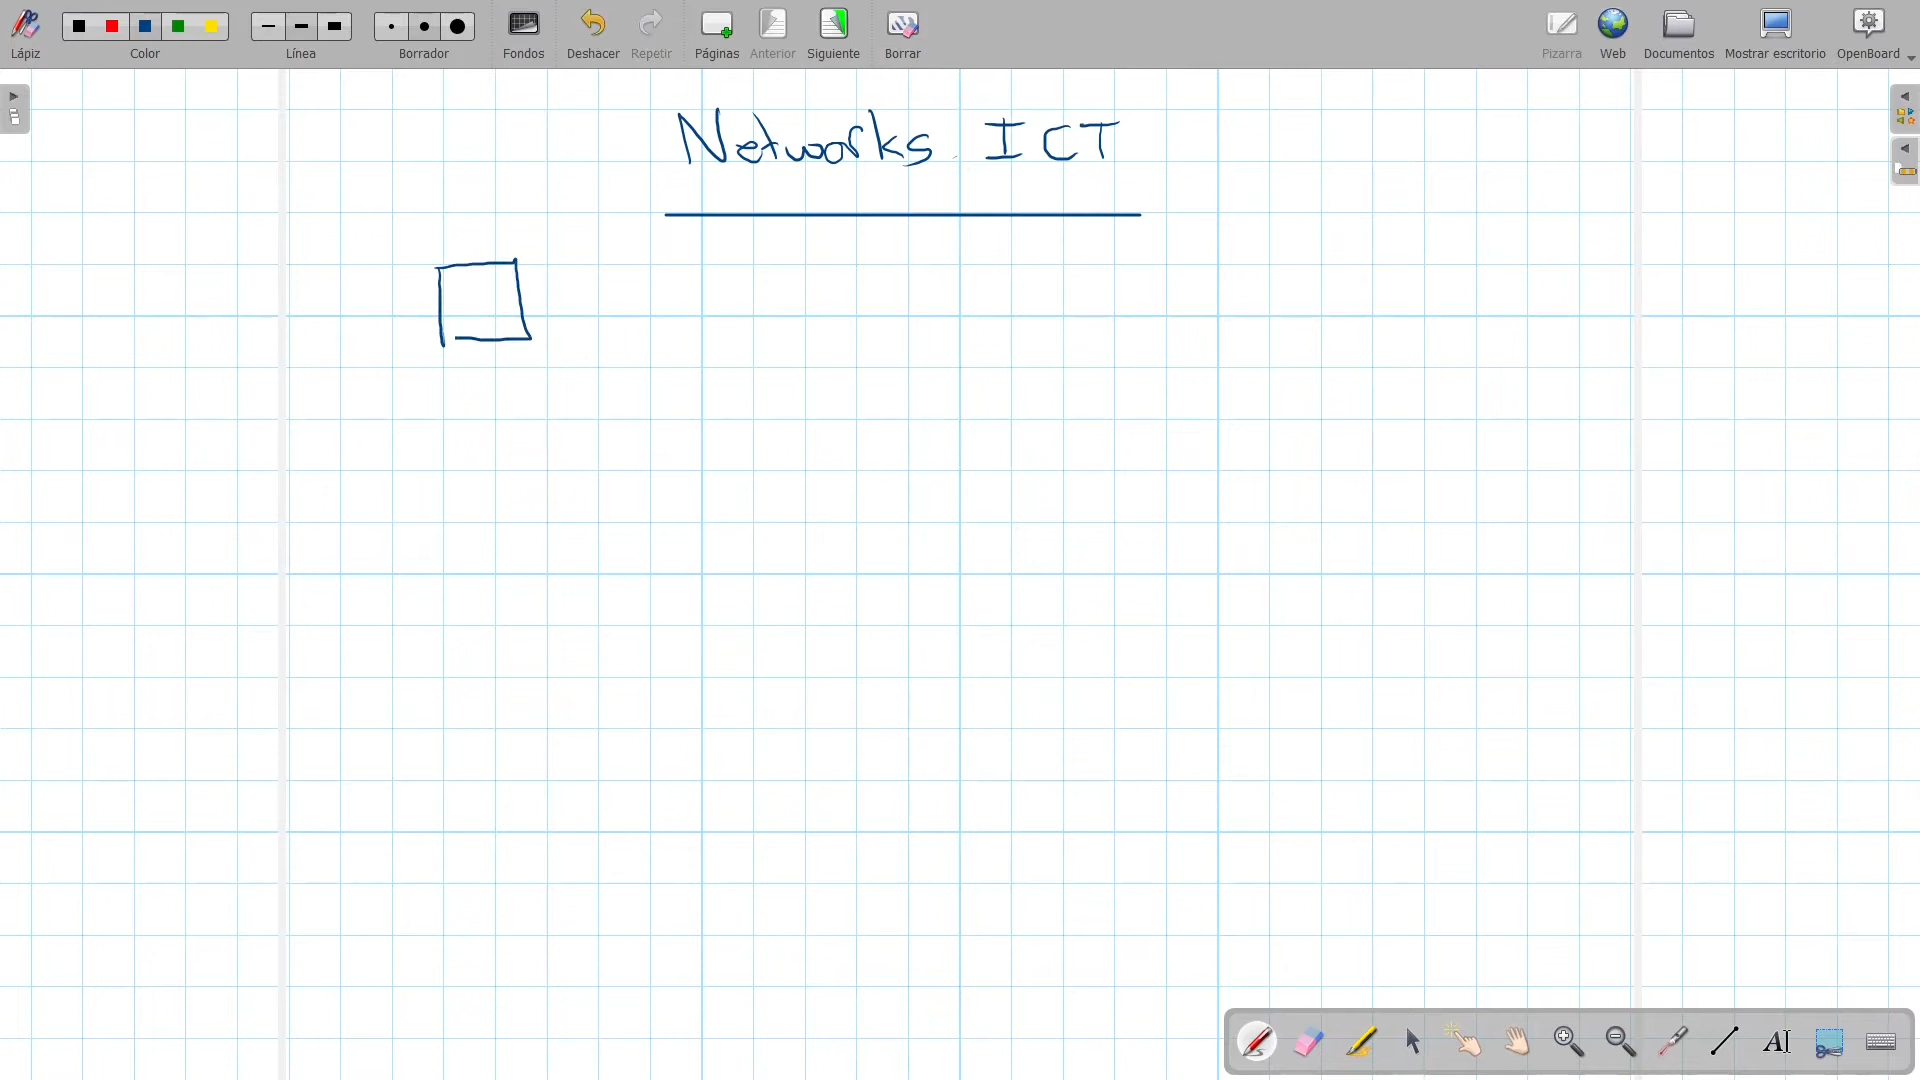 Lápiz Color Línea Borrador Fondos Deshacer Repetir Páginas Anterior Siguiente Borrar Pizarra Web Documentos Mostrar escritorio OpenBoard
Networks ICT
AI